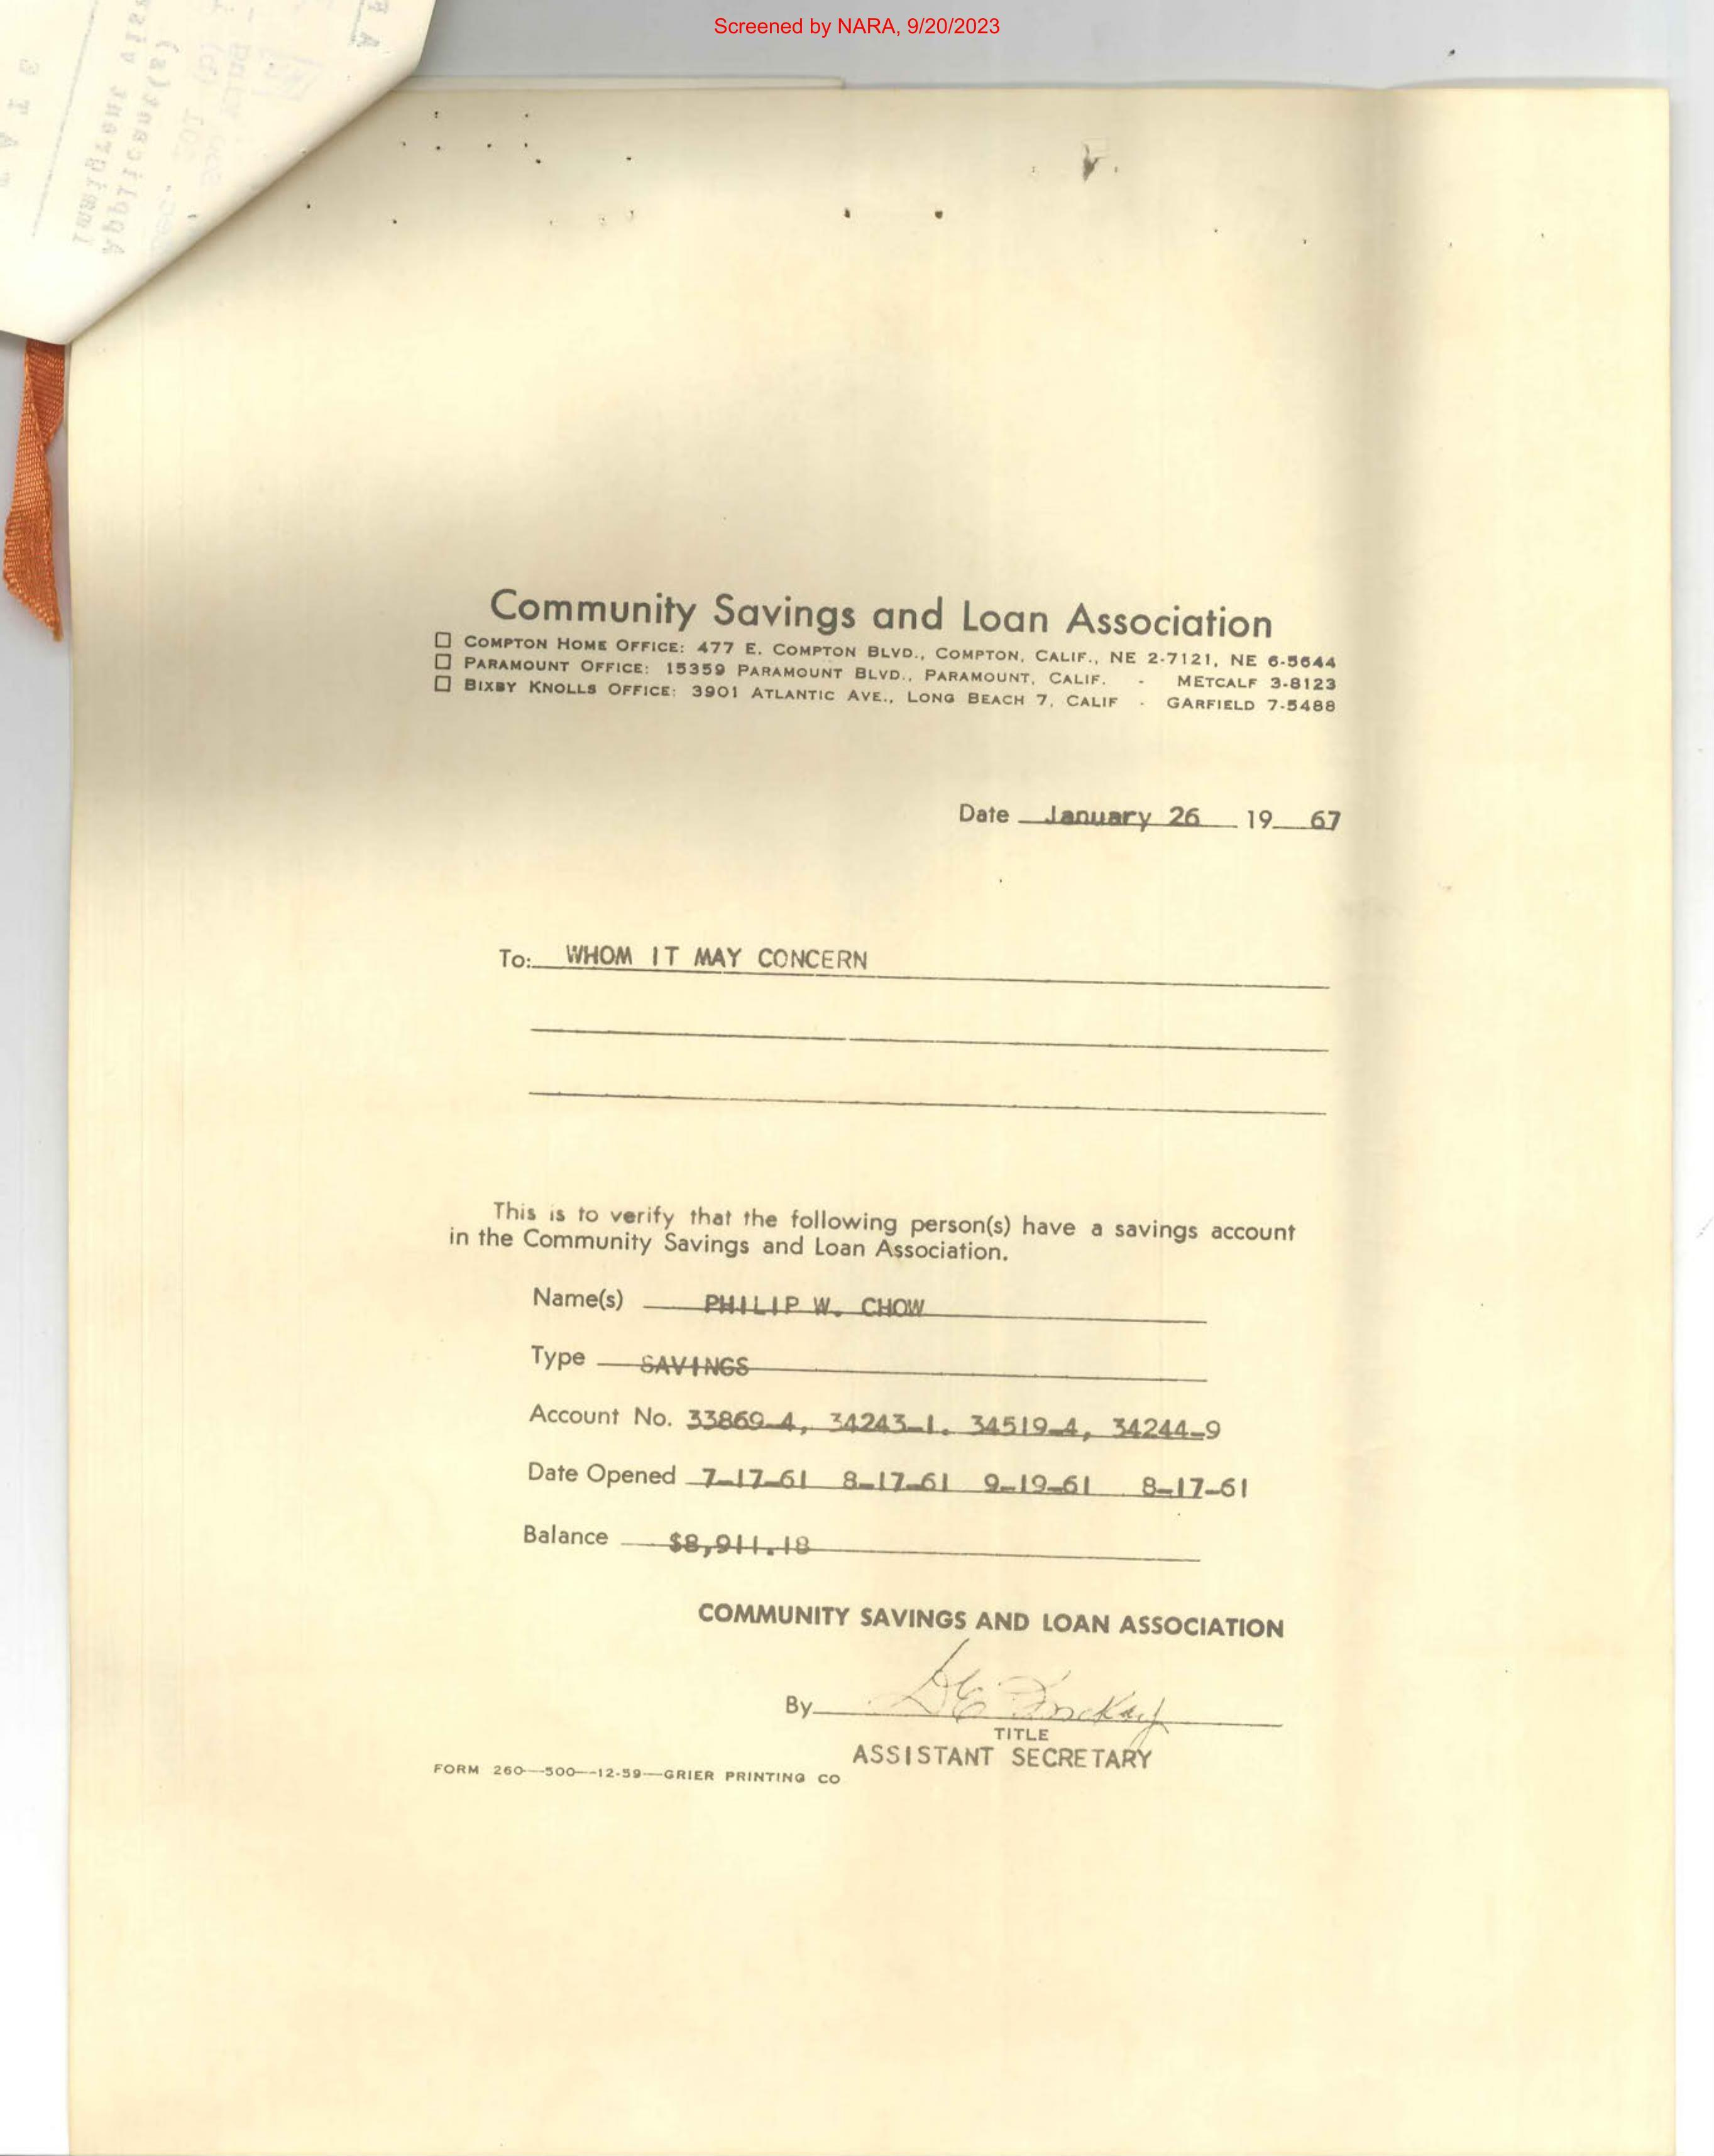 Screened by NARA, 9/20/2023
Immigrant visa
Applicant(s)
Community Savings and Loan Association
☐ COMPTON HOME OFFICE: 477 E. COMPTON BLVD., COMPTON, CALIF., NE 2-7121, NE 6-5644
☐ PARAMOUNT OFFICE: 15359 PARAMOUNT BLVD., PARAMOUNT, CALIF. - METCALF 3-8123
☐ BIXBY KNOLLS OFFICE: 3901 ATLANTIC AVE., LONG BEACH 7, CALIF - GARFIELD 7-5488
Date January 26 19 67
To: WHOM IT MAY CONCERN
This is to verify that the following person(s) have a savings account
in the Community Savings and Loan Association.
Name(s) PHILIP W. CHOW
Type SAVINGS
Account No. 33869-4, 34243-1. 34519-4, 34244-9
Date Opened 7-17-61 8-17-61 9-19-61 8-17-61
Balance $8,911.18
COMMUNITY SAVINGS AND LOAN ASSOCIATION
By
TITLE
ASSISTANT SECRETARY
FORM 260—500—12-59—GRIER PRINTING CO